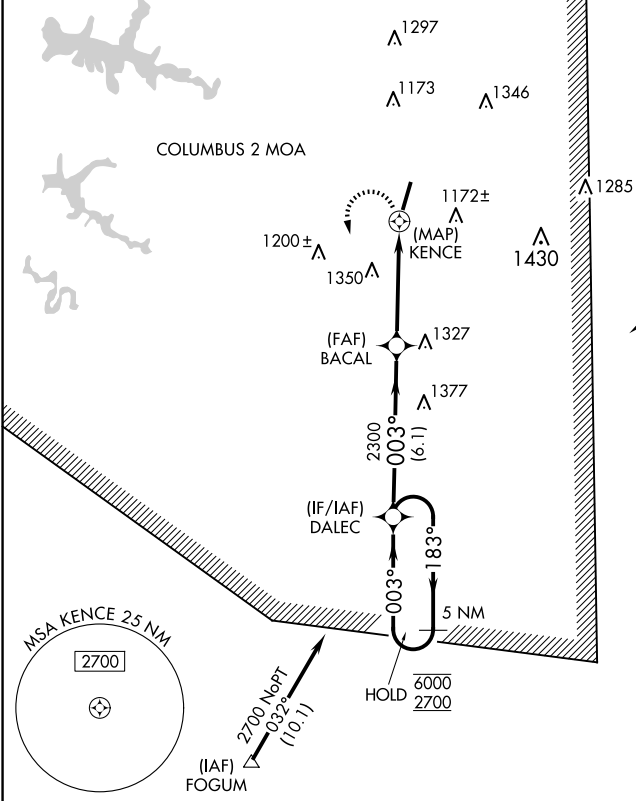 1297
1173
1346
COLUMBUS 2 MOA
1285
1172±
(MAP)
KENCE
1200±
1430
1350
(FAF)
BACAL
1327
1377
2300
003°
(6.1)
(IF/IAF)
DALEC
003°
183°
5 NM
MSA KENCE 25 NM
2700
HOLD
6000
2700
2700 NoPT
032°
(10.1)
(IAF)
FOGUM